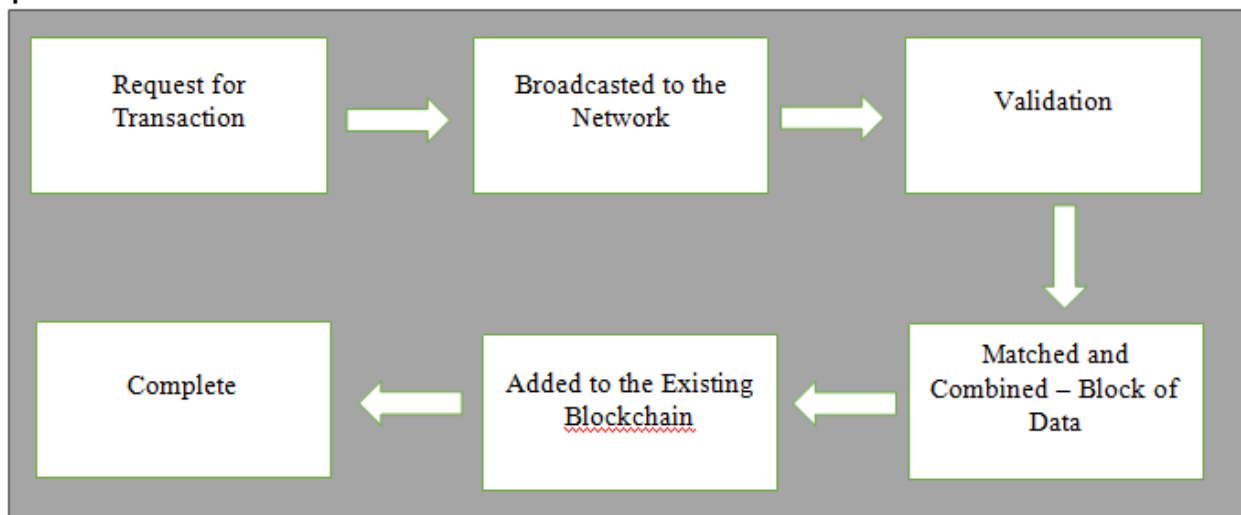 Request for
Transaction
Broadcasted to the
Network
Validation
Matched and
Combined – Block of
Data
Added to the Existing
Blockchain
Complete